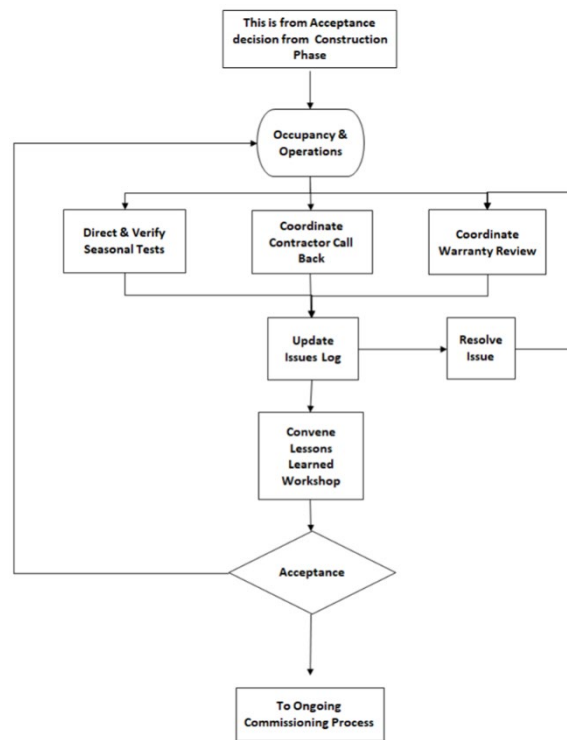 This is from Acceptance
decision from Construction
Phase
Occupancy &
Operations
Direct & Verify
Seasonal Tests
Coordinate
Contractor Call
Back
Coordinate
Warranty Review
Update
Issues Log
Resolve
Issue
Convene
Lessons
Learned
Workshop
Acceptance
To Ongoing
Commissioning Process